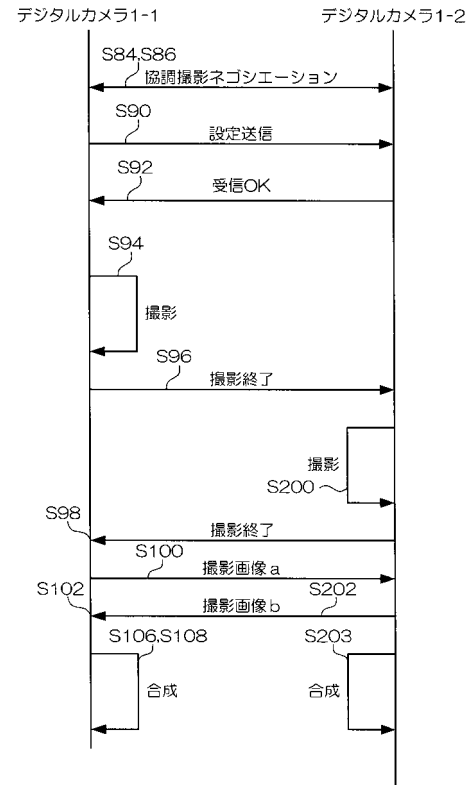 デジタルカメラ1-1
デジタルカメラ1-2
S84,S86
協調撮影ネゴシエーション
S90
設定送信
S92
受信OK
S94
撮影
S96
撮影終了
撮影
S200
S98
撮影終了
S100
撮影画像a
S102
S202
撮影画像b
S106,S108
S203
合成
合成